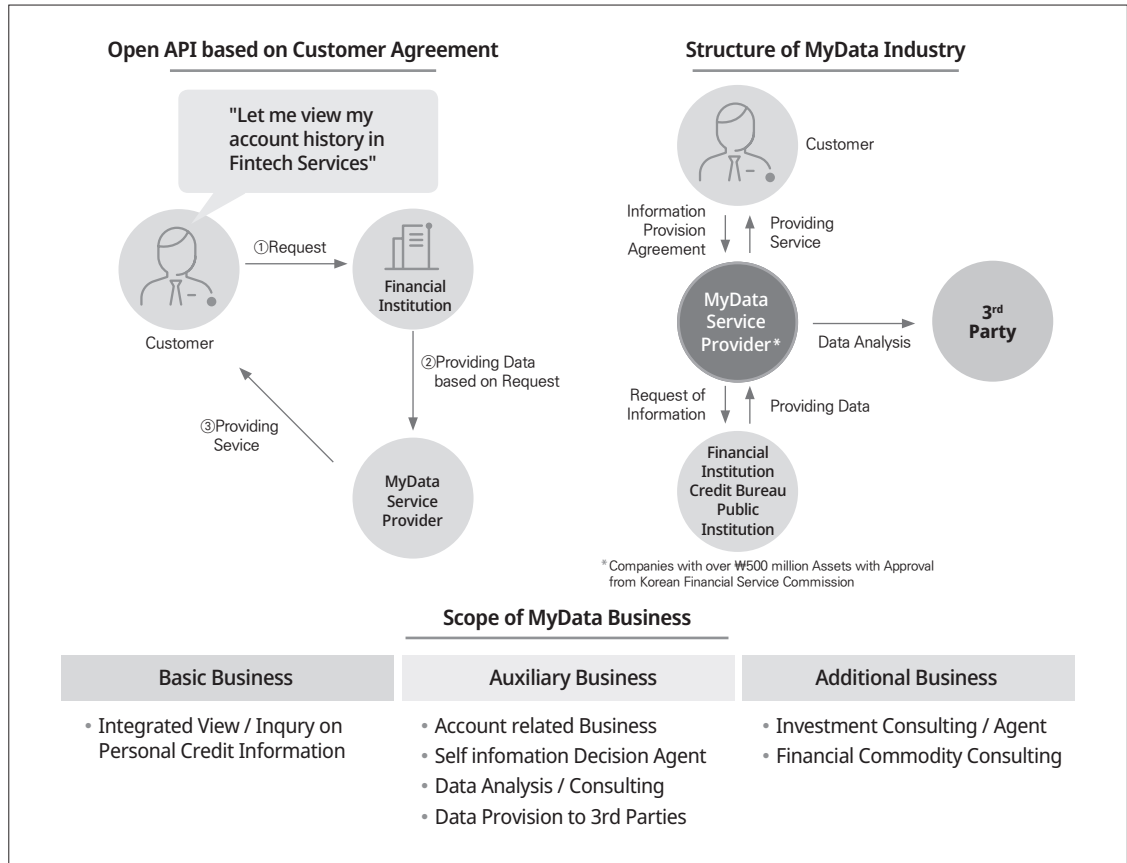 Open API based on Customer Agreement
"Let me view my
account history in
Fintech Services"
①Request
Financial
Institution
Customer
②Providing Data
based on Request
③Providing
Sevice
MyData
Service
Provider
Structure of MyData Industry
Customer
Information
Provision
Agreement
Providing
Service
MyData
Service
Provider*
Data Analysis
3rd
Party
Request of
Information
Providing Data
Financial
Institution
Credit Bureau
Public
Institution
* Companies with over ₩500 million Assets with Approval
from Korean Financial Service Commission
Scope of MyData Business
Basic Business
• Integrated View / Inqury on
Personal Credit Information
Auxiliary Business
• Account related Business
• Self infomation Decision Agent
• Data Analysis / Consulting
• Data Provision to 3rd Parties
Additional Business
• Investment Consulting / Agent
• Financial Commodity Consulting